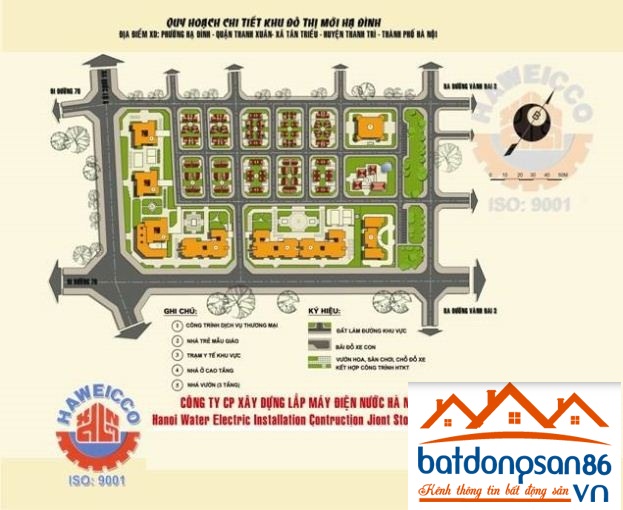 QUY HOẠCH CHI TIẾT KHU ĐÔ THỊ MỚI HẠ ĐÌNH
ĐỊA ĐIỂM XD: PHƯỜNG HẠ ĐÌNH - QUẬN THANH XUÂN- XÃ TÂN TRIỀU - HUYỆN THANH TRÌ - THÀNH PHỐ HÀ NỘI
ĐI ĐƯỜNG 70
RA ĐƯỜNG VÀNH ĐAI 2
HAWEICCO
0 10 20 30 40 50M
ISO: 9001
ĐI ĐƯỜNG 70
RA ĐƯỜNG VÀNH ĐAI 3
GHI CHÚ:
1 CÔNG TRÌNH DỊCH VỤ THƯƠNG MẠI
2 NHÀ TRẺ MẪU GIÁO
3 TRẠM Y TẾ KHU VỰC
4 NHÀ Ở CAO TẦNG
5 NHÀ VƯỜN (3 TẦNG)
KÝ HIỆU:
ĐẤT LÀM ĐƯỜNG KHU VỰC
BÃI ĐỖ XE CON
VƯỜN HOA, SÂN CHƠI, CHỖ ĐỖ XE
KẾT HỢP CÔNG TRÌNH HTKT
HAWEICCO
ISO: 9001
CÔNG TY CP XÂY DỰNG LẮP MÁY ĐIỆN NƯỚC HÀ N
Hanoi Water Electric Installation Contruction Jiont Sto
batdongsan86
Kênh thông tin bất động sản
.VN